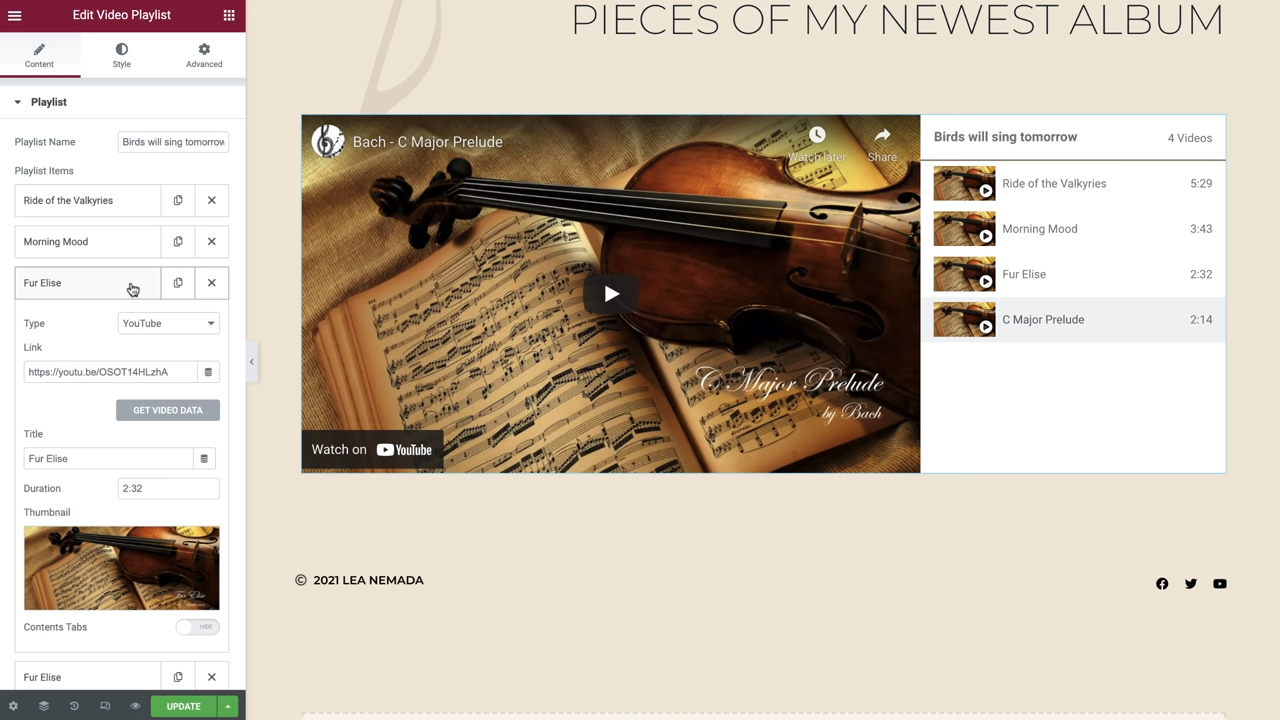 Edit Video Playlist
Content
Style
Advanced
Playlist
Playlist Name
Birds will sing tomorrow
Playlist Items
Ride of the Valkyries
Morning Mood
Fur Elise
Type
YouTube
Link
https://youtu.be/OSOT14HLzhA
GET VIDEO DATA
Title
Fur Elise
Duration
2:32
Thumbnail
Fur Elise
Contents Tabs
HIDE
Fur Elise
UPDATE
PIECES OF MY NEWEST ALBUM
Bach - C Major Prelude
Watch later
Share
C Major Prelude
by Bach
Watch on YouTube
Birds will sing tomorrow
4 Videos
Ride of the Valkyries 5:29
Morning Mood 3:43
Fur Elise 2:32
C Major Prelude 2:14
© 2021 LEA NEMADA